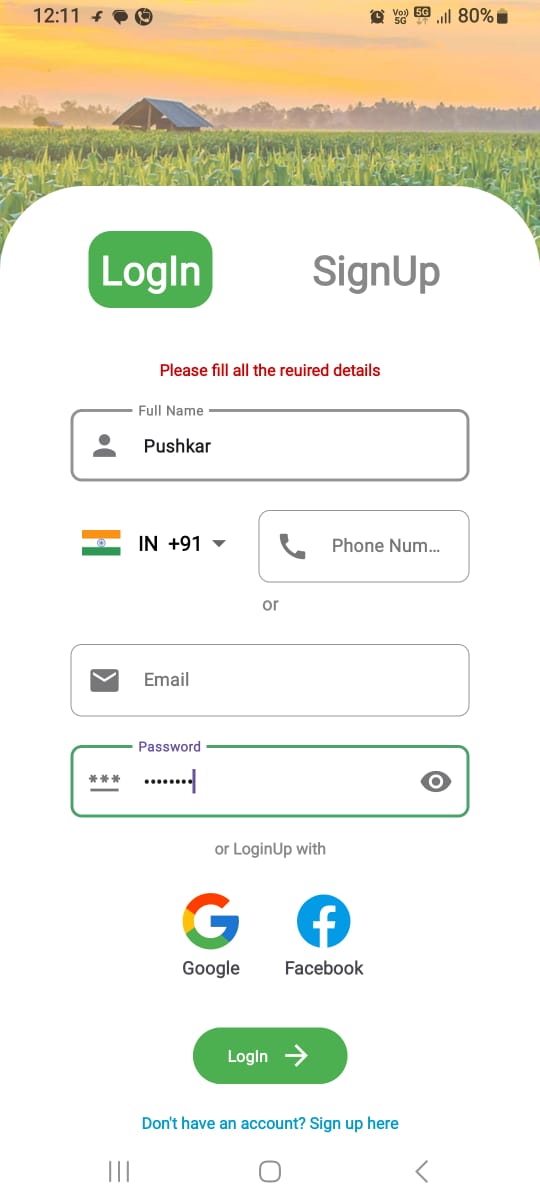 12:11 Vo)) 5G 5G 80%
LogIn SignUp
Please fill all the reuired details
Full Name
Pushkar
IN +91 Phone Num...
or
Email
Password
***
••••••••
or LoginUp with
Google Facebook
LogIn
Don't have an account? Sign up here